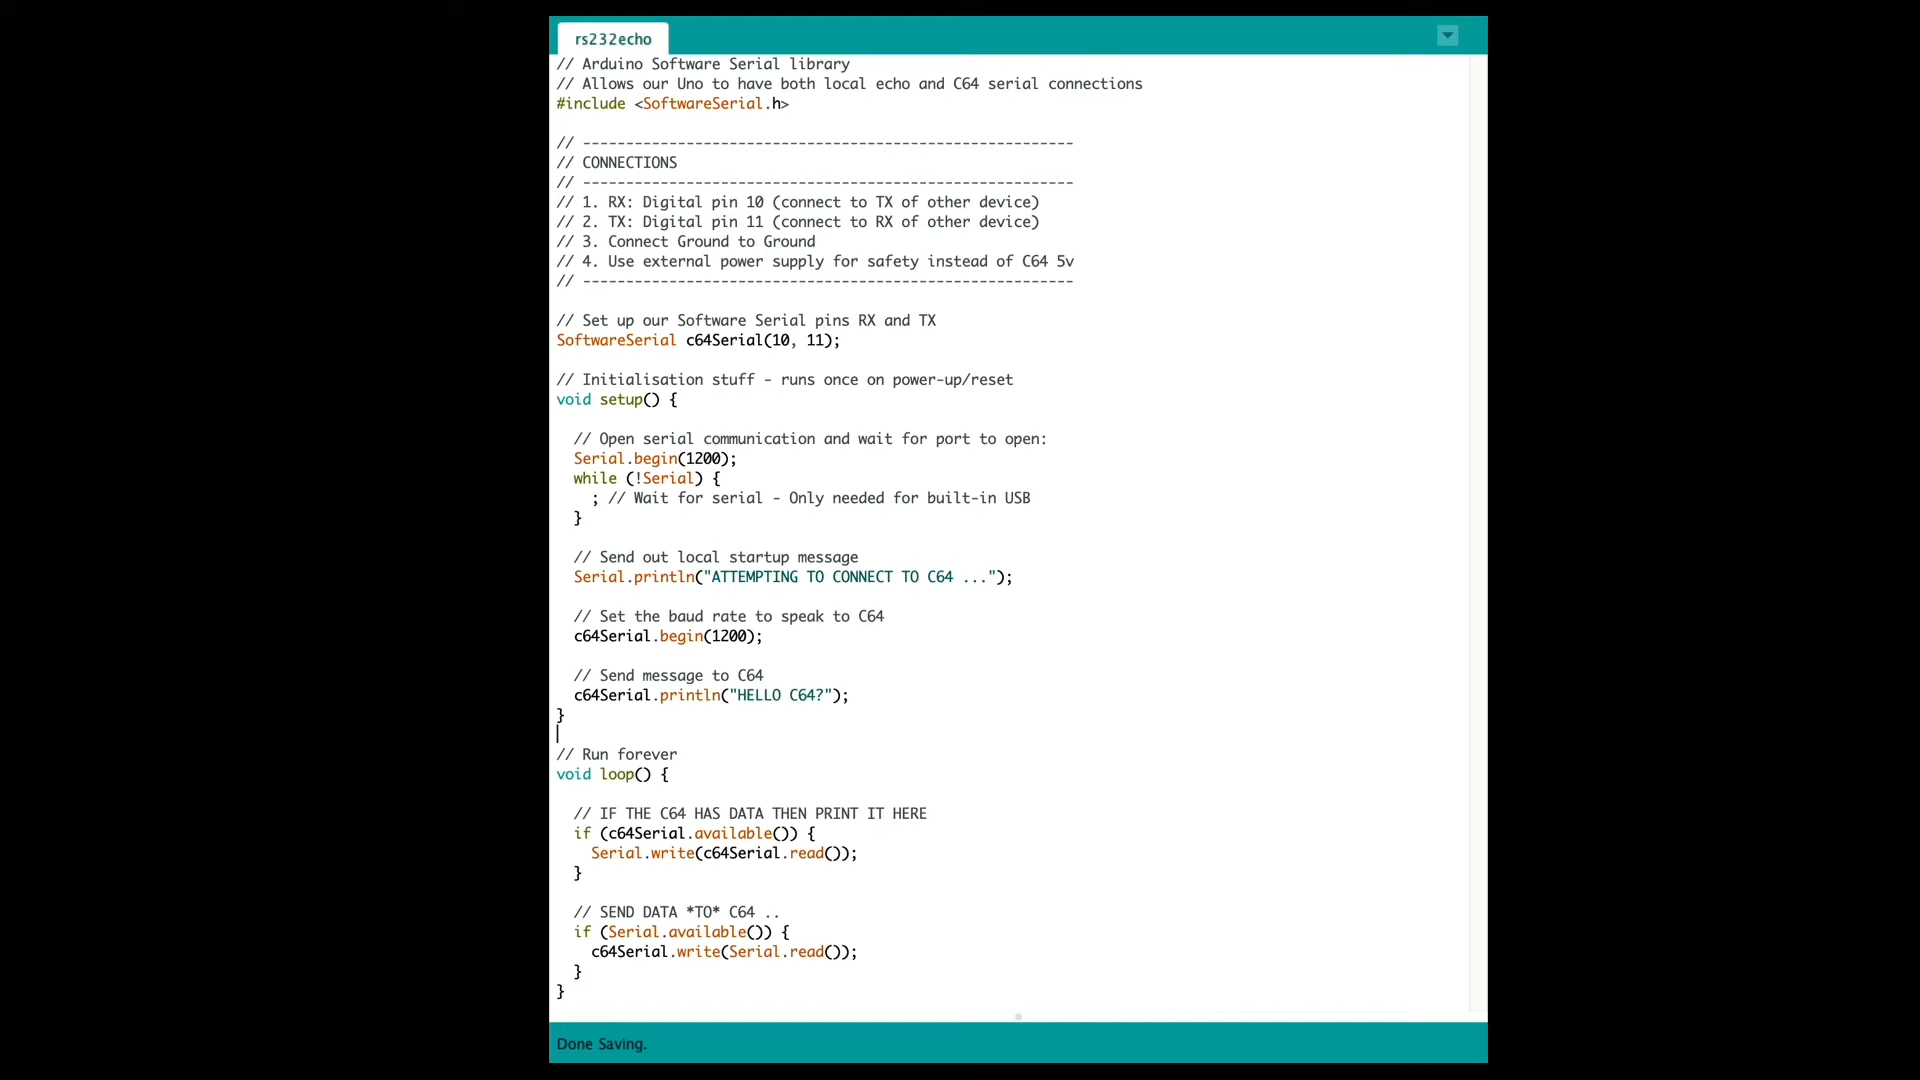 rs232echo
// Arduino Software Serial library
// Allows our Uno to have both local echo and C64 serial connections
#include <SoftwareSerial.h>
// ---------------------------------------------------------
// CONNECTIONS
// ---------------------------------------------------------
// 1. RX: Digital pin 10 (connect to TX of other device)
// 2. TX: Digital pin 11 (connect to RX of other device)
// 3. Connect Ground to Ground
// 4. Use external power supply for safety instead of C64 5v
// ---------------------------------------------------------
// Set up our Software Serial pins RX and TX
SoftwareSerial c64Serial(10, 11);
// Initialisation stuff - runs once on power-up/reset
void setup() {
  // Open serial communication and wait for port to open:
  Serial.begin(1200);
  while (!Serial) {
    ; // Wait for serial - Only needed for built-in USB
  }
  // Send out local startup message
  Serial.println("ATTEMPTING TO CONNECT TO C64 ...");
  // Set the baud rate to speak to C64
  c64Serial.begin(1200);
  // Send message to C64
  c64Serial.println("HELLO C64?");
}
// Run forever
void loop() {
  // IF THE C64 HAS DATA THEN PRINT IT HERE
  if (c64Serial.available()) {
    Serial.write(c64Serial.read());
  }
  // SEND DATA *TO* C64 ..
  if (Serial.available()) {
    c64Serial.write(Serial.read());
  }
}
Done Saving.